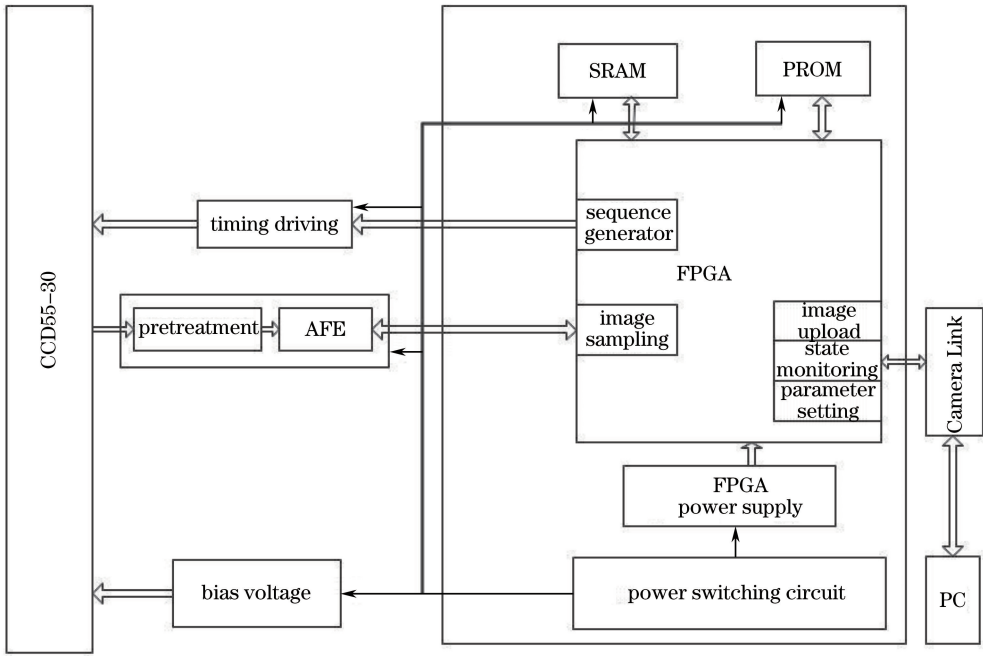 SRAM
PROM
timing driving
sequence
generator
FPGA
CCD55-30
pretreatment
AFE
image
sampling
image
upload
state
monitoring
parameter
setting
Camera Link
FPGA
power supply
bias voltage
power switching circuit
PC